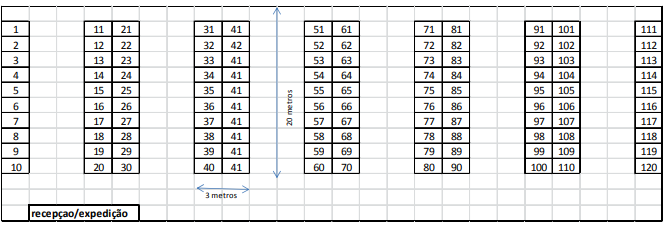 1 11 21 31 41 51 61 71 81 91 101 111
2 12 22 32 42 52 62 72 82 92 102 112
3 13 23 33 41 53 63 73 83 93 103 113
4 14 24 34 41 54 64 74 84 94 104 114
5 15 25 35 41 55 65 75 85 95 105 115
6 16 26 36 41 56 66 76 86 96 106 116
7 17 27 37 41 57 67 77 87 97 107 117
8 18 28 38 41 58 68 78 88 98 108 118
9 19 29 39 41 59 69 79 89 99 109 119
10 20 30 40 41 60 70 80 90 100 110 120
20 metros
3 metros
recepçao/expedição